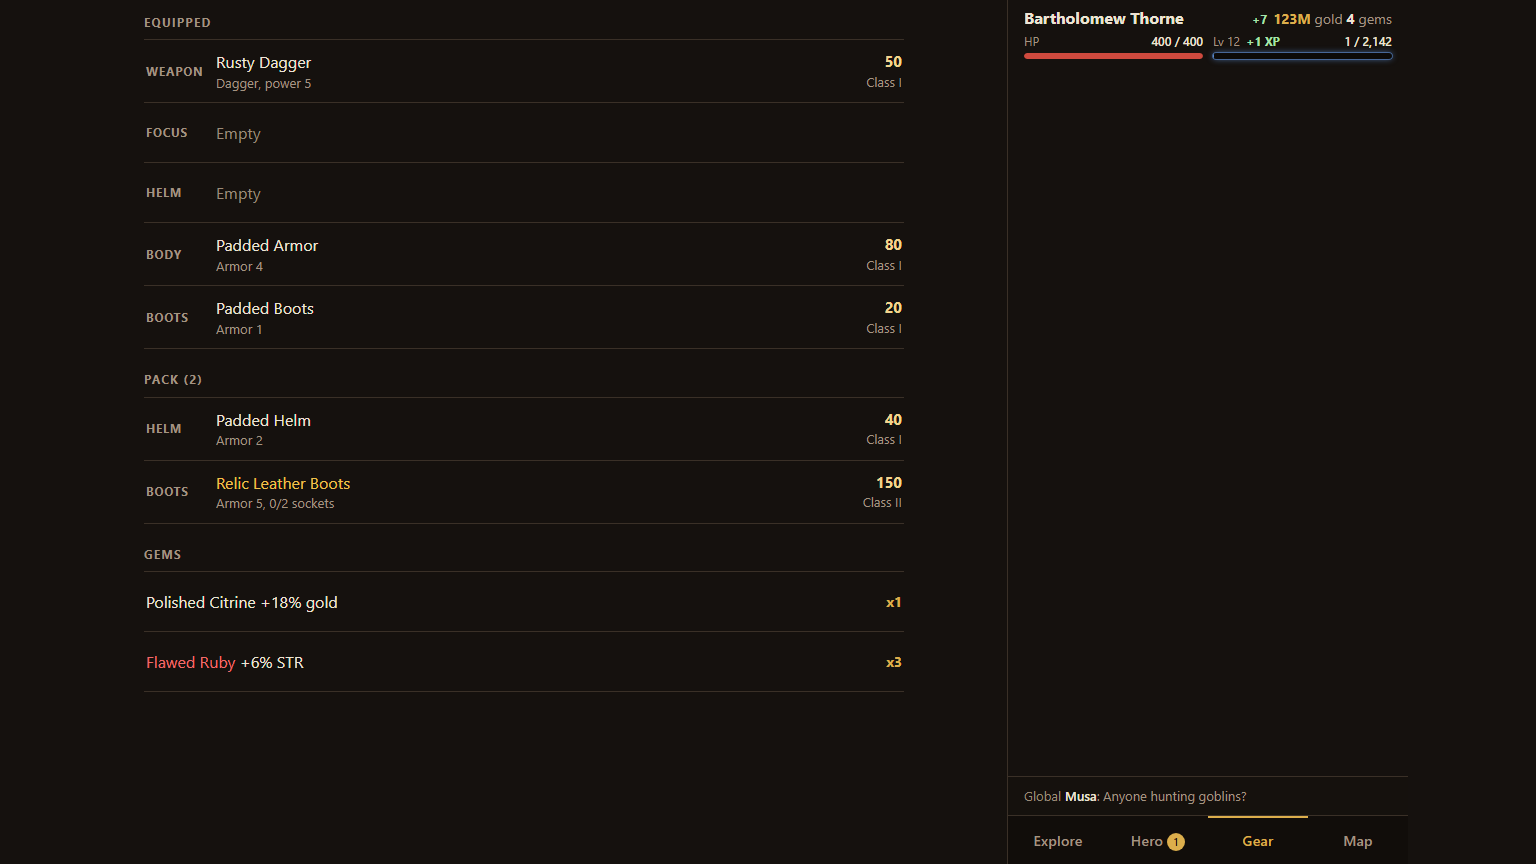 EQUIPPED
WEAPON
Rusty Dagger
50
Dagger, power 5
Class I
FOCUS
Empty
HELM
Empty
BODY
Padded Armor
80
Armor 4
Class I
BOOTS
Padded Boots
20
Armor 1
Class I
PACK (2)
HELM
Padded Helm
40
Armor 2
Class I
BOOTS
Relic Leather Boots
150
Armor 5, 0/2 sockets
Class II
GEMS
Polished Citrine +18% gold
x1
Flawed Ruby +6% STR
x3
Bartholomew Thorne
+7 123M gold 4 gems
HP 400 / 400
Lv 12 +1 XP 1 / 2,142
Global Musa: Anyone hunting goblins?
Explore
Hero 1
Gear
Map